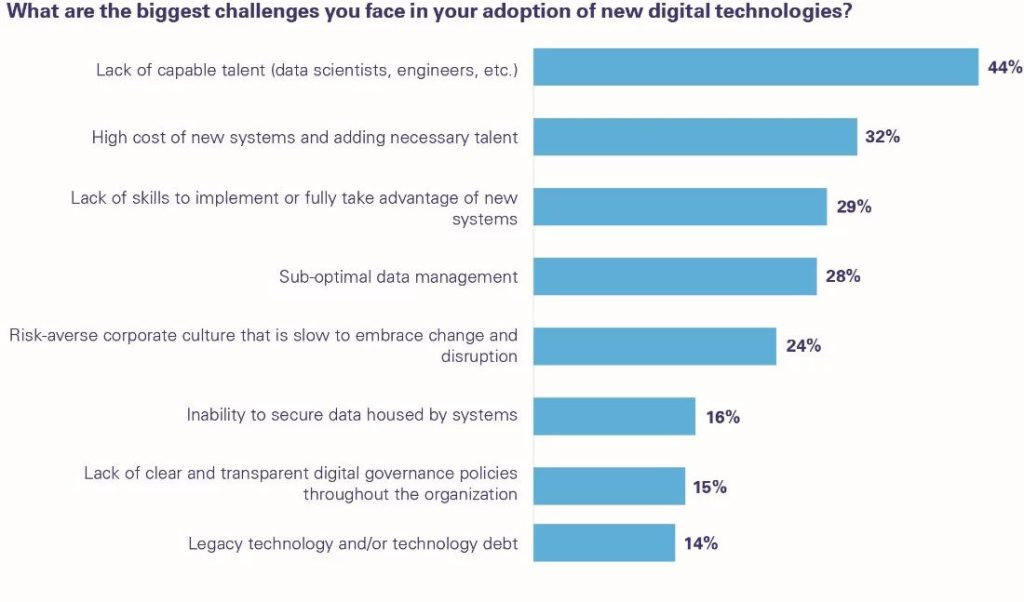 What are the biggest challenges you face in your adoption of new digital technologies?
Lack of capable talent (data scientists, engineers, etc.) 44%
High cost of new systems and adding necessary talent 32%
Lack of skills to implement or fully take advantage of new
systems 29%
Sub-optimal data management 28%
Risk-averse corporate culture that is slow to embrace change and
disruption 24%
Inability to secure data housed by systems 16%
Lack of clear and transparent digital governance policies
throughout the organization 15%
Legacy technology and/or technology debt 14%